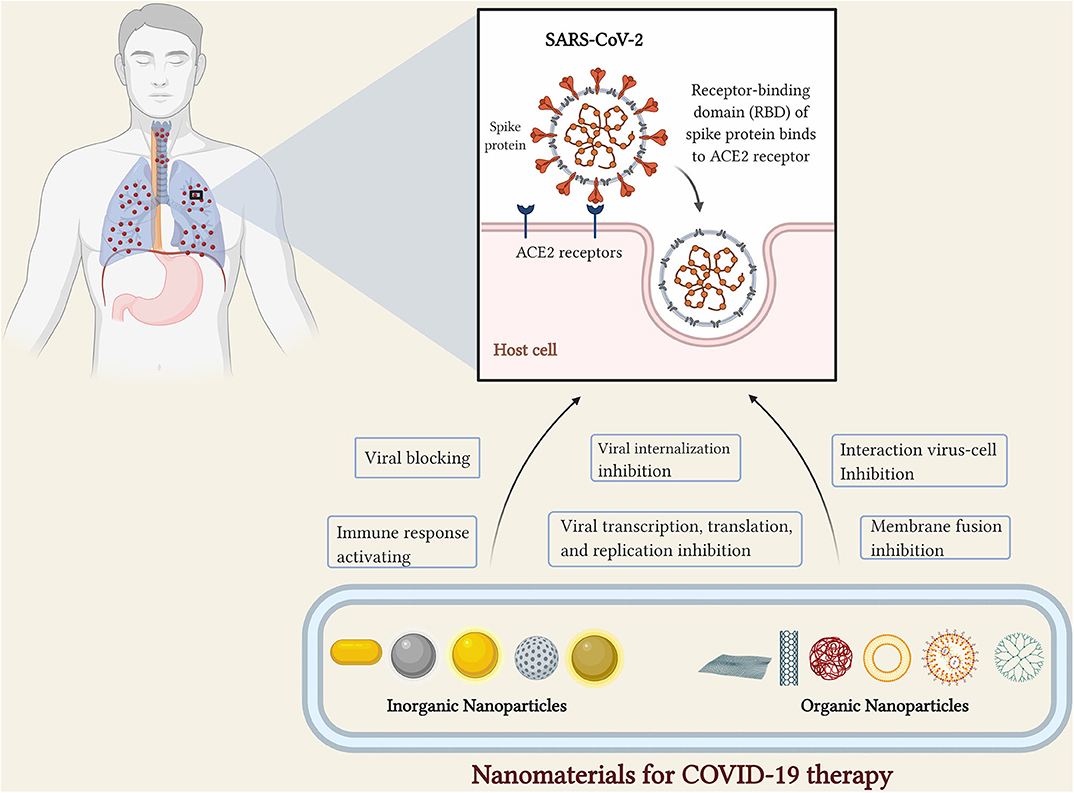 SARS-CoV-2
Spike
protein
Receptor-binding
domain (RBD) of
spike protein binds
to ACE2 receptor
ACE2 receptors
Host cell
Viral blocking
Viral internalization
inhibition
Interaction virus-cell
Inhibition
Immune response
activating
Viral transcription, translation,
and replication inhibition
Membrane fusion
inhibition
Inorganic Nanoparticles
Organic Nanoparticles
Nanomaterials for COVID-19 therapy